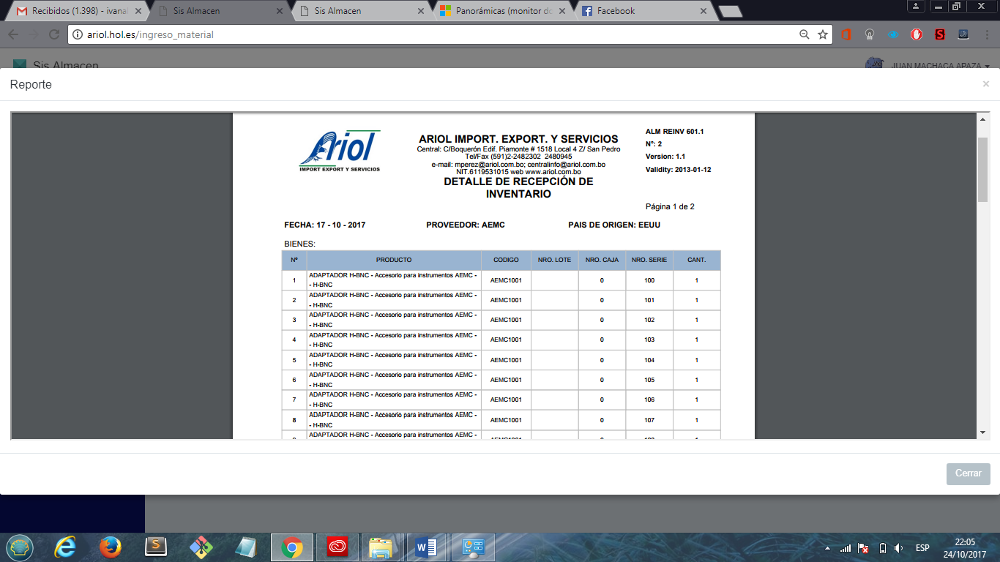 Recibidos (1.398) - ivanal
Sis Almacen
Sis Almacen
Panorámicas (monitor do
Facebook
ariol.hol.es/ingreso_material
Sis Almacen
JUAN MACHACA APAZA
Reporte
×
Ariol
IMPORT EXPORT Y SERVICIOS
ARIOL IMPORT. EXPORT. Y SERVICIOS
Central: C/Boquerón Edif. Piamonte # 1518 Local 4 Z/ San Pedro
Tel/Fax (591)2-2482302 2480945
e-mail: mperez@ariol.com.bo; centralinfo@ariol.com.bo
NIT.6119531015 web www.ariol.com.bo
DETALLE DE RECEPCIÓN DE
INVENTARIO
ALM REINV 601.1
Nº: 2
Version: 1.1
Validity: 2013-01-12
Página 1 de 2
FECHA: 17 - 10 - 2017 PROVEEDOR: AEMC PAIS DE ORIGEN: EEUU
BIENES:
Nº PRODUCTO CODIGO NRO. LOTE NRO. CAJA NRO. SERIE CANT.
ADAPTADOR H-BNC - Accesorio para instrumentos AEMC -
1 - H-BNC AEMC1001 0 100 1
ADAPTADOR H-BNC - Accesorio para instrumentos AEMC -
2 - H-BNC AEMC1001 0 101 1
ADAPTADOR H-BNC - Accesorio para instrumentos AEMC -
3 - H-BNC AEMC1001 0 102 1
ADAPTADOR H-BNC - Accesorio para instrumentos AEMC -
4 - H-BNC AEMC1001 0 103 1
ADAPTADOR H-BNC - Accesorio para instrumentos AEMC -
5 - H-BNC AEMC1001 0 104 1
ADAPTADOR H-BNC - Accesorio para instrumentos AEMC -
6 - H-BNC AEMC1001 0 105 1
ADAPTADOR H-BNC - Accesorio para instrumentos AEMC -
7 - H-BNC AEMC1001 0 106 1
ADAPTADOR H-BNC - Accesorio para instrumentos AEMC -
8 - H-BNC AEMC1001 0 107 1
ADAPTADOR H-BNC - Accesorio para instrumentos AEMC -
Cerrar
ESP
22:05
24/10/2017